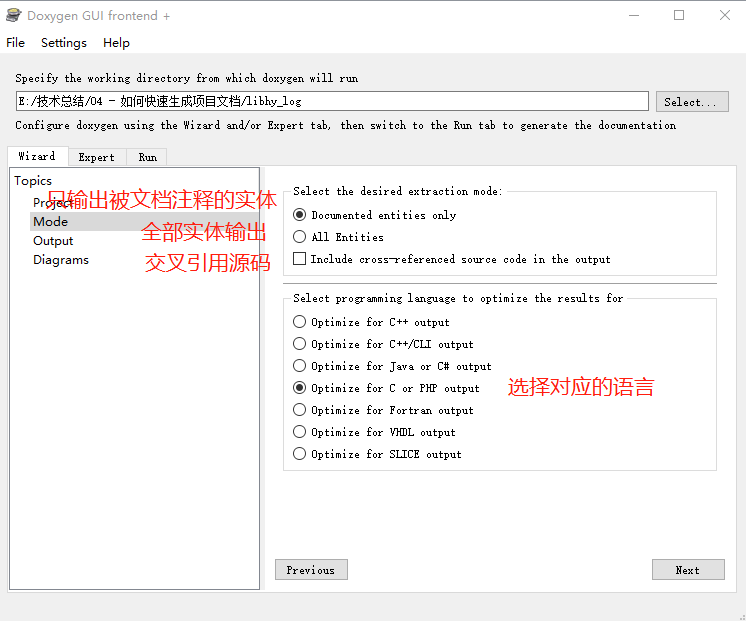 Doxygen GUI frontend +
File Settings Help
Specify the working directory from which doxygen will run
E:/技术总结/04 - 如何快速生成项目文档/libhy_log
Select...
Configure doxygen using the Wizard and/or Expert tab, then switch to the Run tab to generate the documentation
Wizard Expert Run
Topics
Project
Mode
Output
Diagrams
只输出被文档注释的实体
全部实体输出
交叉引用源码
Select the desired extraction mode:
Documented entities only
All Entities
Include cross-referenced source code in the output
Select programming language to optimize the results for
Optimize for C++ output
Optimize for C++/CLI output
Optimize for Java or C# output
Optimize for C or PHP output
选择对应的语言
Optimize for Fortran output
Optimize for VHDL output
Optimize for SLICE output
Previous
Next